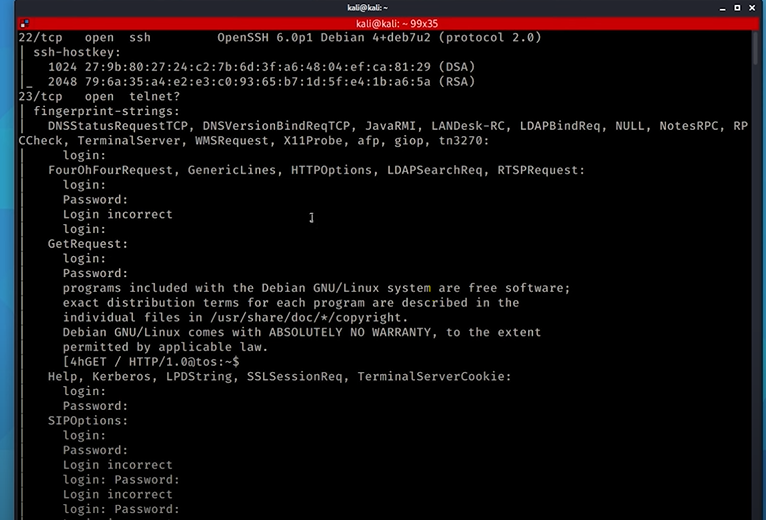 kali@kali: ~
kali@kali: ~ 99x35
22/tcp open ssh OpenSSH 6.0p1 Debian 4+deb7u2 (protocol 2.0)
| ssh-hostkey:
| 1024 27:9b:80:27:24:c2:7b:6d:3f:a6:48:04:ef:ca:81:29 (DSA)
|_ 2048 79:6a:35:a4:e2:e3:c0:93:65:b7:1d:5f:e4:1b:a6:5a (RSA)
23/tcp open telnet?
| fingerprint-strings:
| DNSStatusRequestTCP, DNSVersionBindReqTCP, JavaRMI, LANDesk-RC, LDAPBindReq, NULL, NotesRPC, RP
CCheck, TerminalServer, WMSRequest, X11Probe, afp, giop, tn3270:
| login:
| FourOhFourRequest, GenericLines, HTTPOptions, LDAPSearchReq, RTSPRequest:
| login:
| Password:
| Login incorrect
| login:
| GetRequest:
| login:
| Password:
| programs included with the Debian GNU/Linux system are free software;
| exact distribution terms for each program are described in the
| individual files in /usr/share/doc/*/copyright.
| Debian GNU/Linux comes with ABSOLUTELY NO WARRANTY, to the extent
| permitted by applicable law.
| [4hGET / HTTP/1.0@tos:~$
| Help, Kerberos, LPDString, SSLSessionReq, TerminalServerCookie:
| login:
| Password:
| SIPOptions:
| login:
| Password:
| Login incorrect
| login: Password:
| Login incorrect
| login: Password: